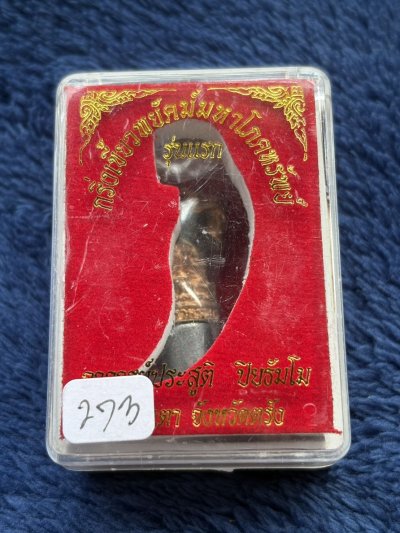 กริ่งเขี้ยวพยัคฆ์มหาโภคทรัพย์
รุ่นแรก
ประสูติ ปิยธัมโม
จังหวัดตรัง
273